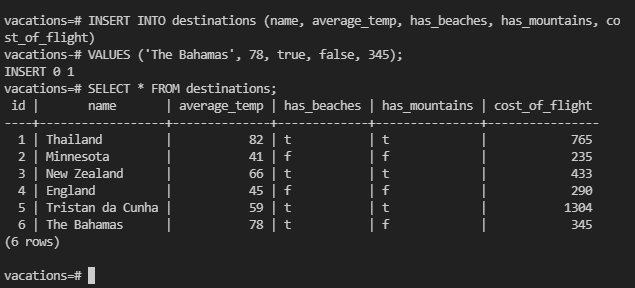 vacations=# INSERT INTO destinations (name, average_temp, has_beaches, has_mountains, co
st_of_flight)
vacations-# VALUES ('The Bahamas', 78, true, false, 345);
INSERT 0 1
vacations=# SELECT * FROM destinations;
 id |       name       | average_temp | has_beaches | has_mountains | cost_of_flight
----+------------------+--------------+-------------+---------------+----------------
  1 | Thailand         |           82 | t           | t             |            765
  2 | Minnesota        |           41 | f           | f             |            235
  3 | New Zealand      |           66 | t           | t             |            433
  4 | England          |           45 | f           | f             |            290
  5 | Tristan da Cunha |           59 | t           | t             |           1304
  6 | The Bahamas      |           78 | t           | f             |            345
(6 rows)
vacations=#